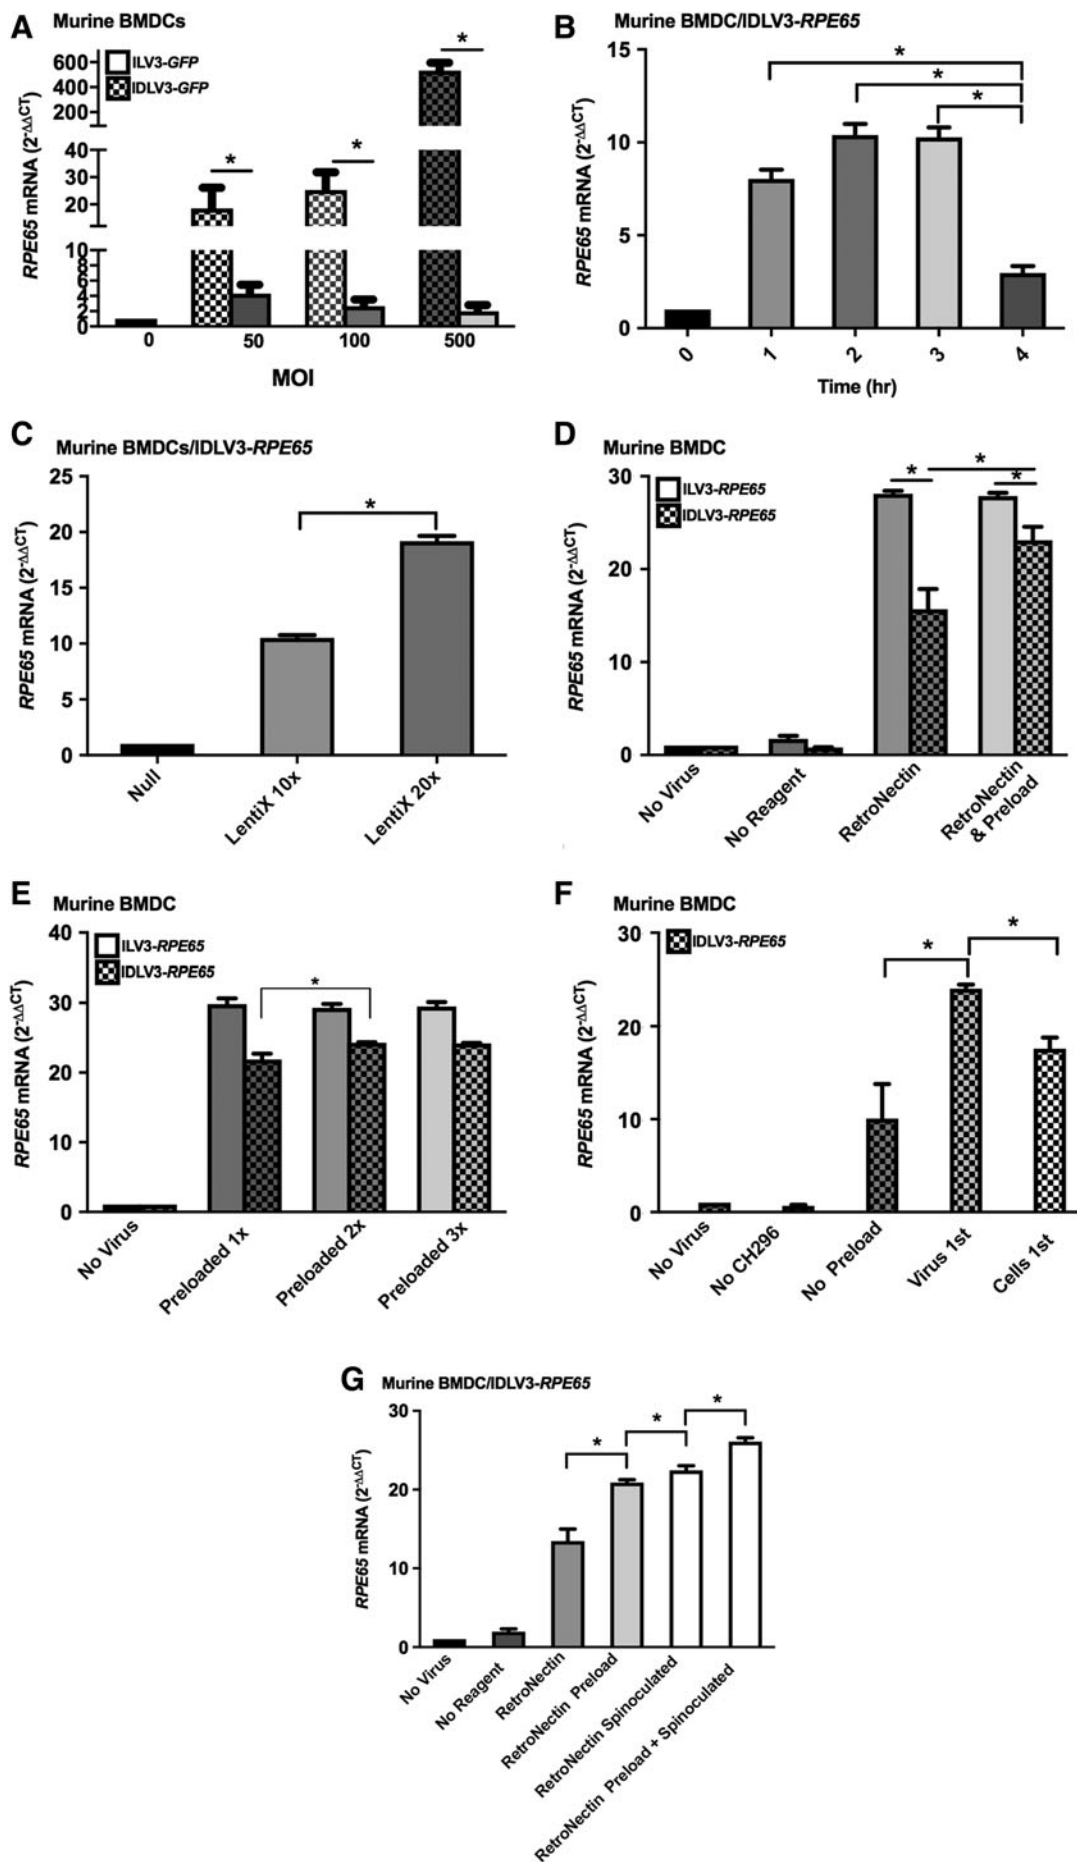 A Murine BMDCs
ILV3-GFP
IDLV3-GFP
RPE65 mRNA (2-ΔΔCT)
600
400
200
40
30
20
10
8
6
4
2
0
* * *
0 50 100 500
MOI
B Murine BMDC/IDLV3-RPE65
RPE65 mRNA (2-ΔΔCT)
15
10
5
0
*
*
*
0 1 2 3 4
Time (hr)
C Murine BMDCs/IDLV3-RPE65
RPE65 mRNA (2-ΔΔCT)
25
20
15
10
5
0
*
Null LentiX 10x LentiX 20x
D Murine BMDC
ILV3-RPE65
IDLV3-RPE65
RPE65 mRNA (2-ΔΔCT)
30
20
10
0
*
* *
No Virus No Reagent RetroNectin RetroNectin
& Preload
E Murine BMDC
ILV3-RPE65
IDLV3-RPE65
RPE65 mRNA (2-ΔΔCT)
40
30
20
10
0
*
No Virus Preloaded 1x Preloaded 2x Preloaded 3x
F Murine BMDC
IDLV3-RPE65
RPE65 mRNA (2-ΔΔCT)
30
20
10
0
* *
No Virus No CH296 No Preload Virus 1st Cells 1st
G Murine BMDC/IDLV3-RPE65
RPE65 mRNA (2-ΔΔCT)
30
20
10
0
* * *
No Virus No Reagent RetroNectin RetroNectin Preload RetroNectin Spinoculated RetroNectin Preload + Spinoculated